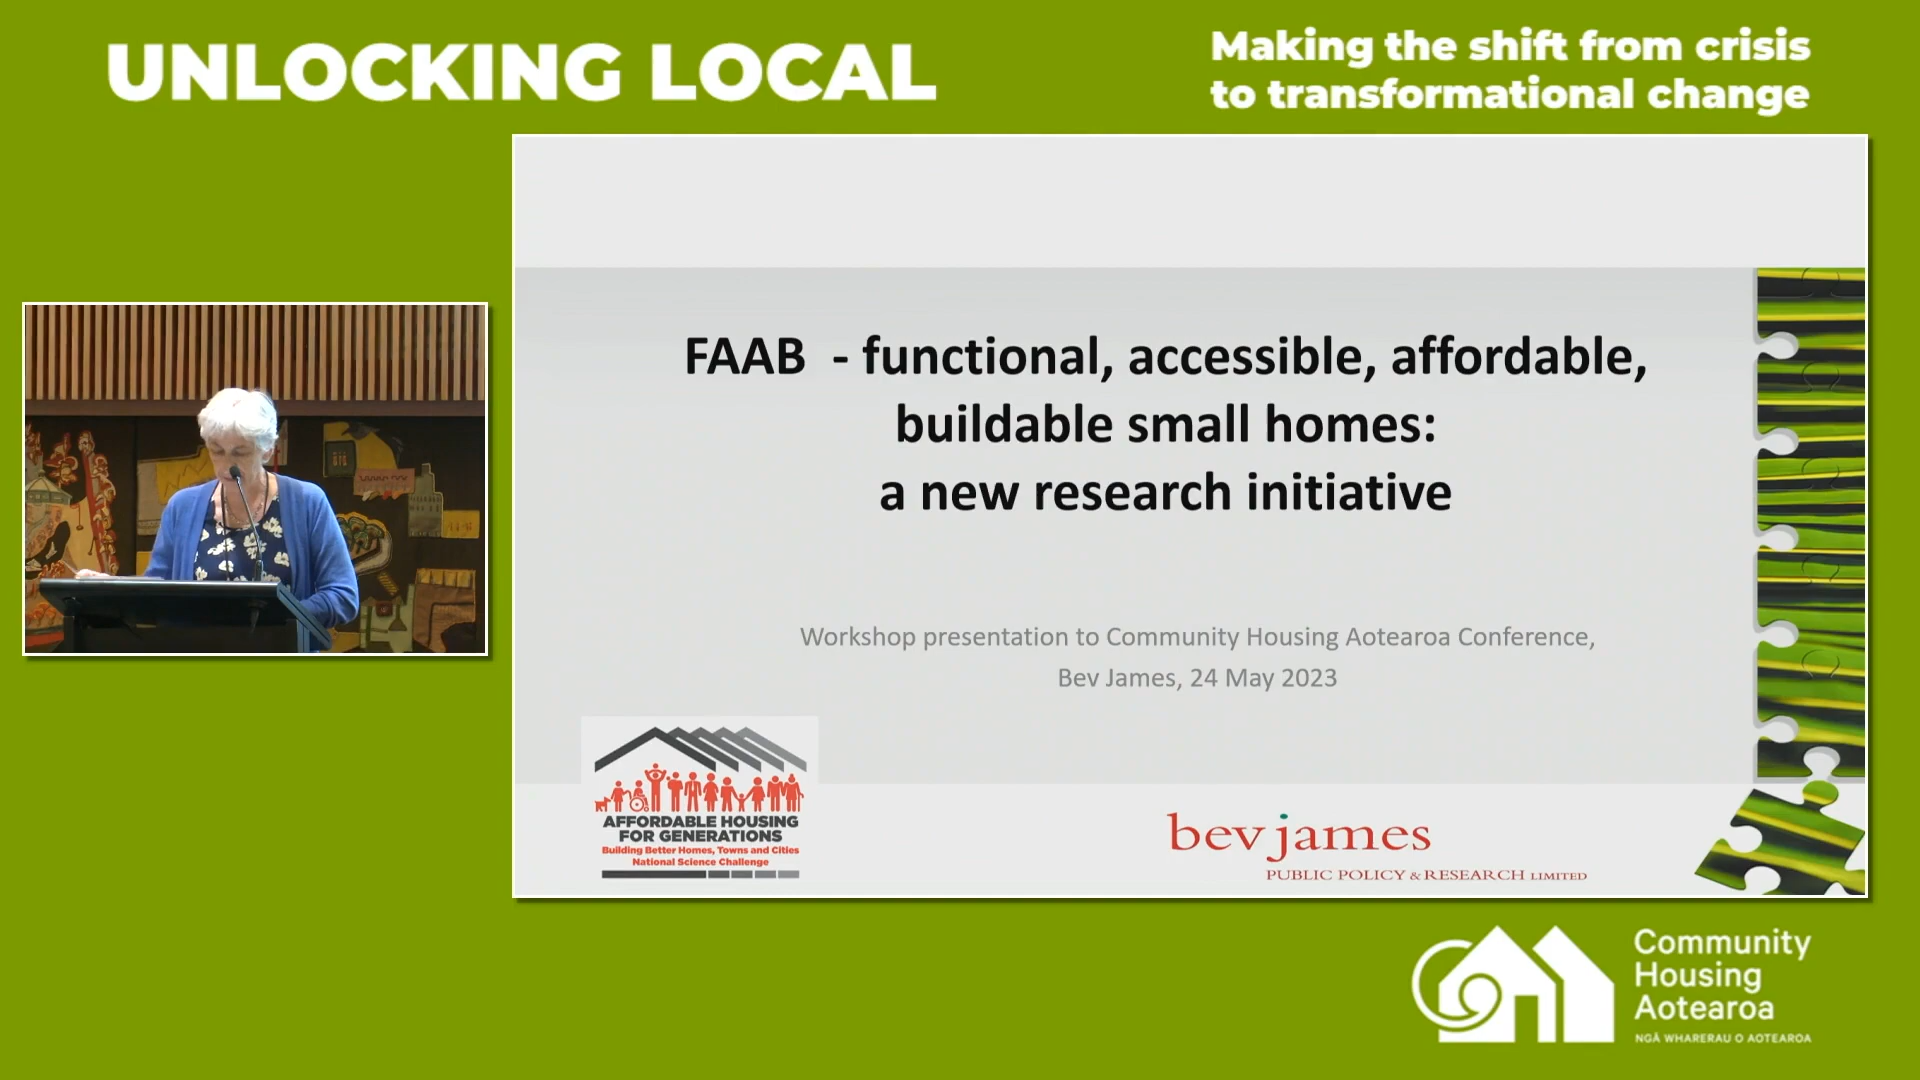 UNLOCKING LOCAL
Making the shift from crisis
to transformational change
FAAB - functional, accessible, affordable,
buildable small homes:
a new research initiative
Workshop presentation to Community Housing Aotearoa Conference,
Bev James, 24 May 2023
AFFORDABLE HOUSING
FOR GENERATIONS
Building Better Homes, Towns and Cities
National Science Challenge
bev james
PUBLIC POLICY & RESEARCH LIMITED
Community
Housing
Aotearoa
NGĀ WHARERAU O AOTEAROA